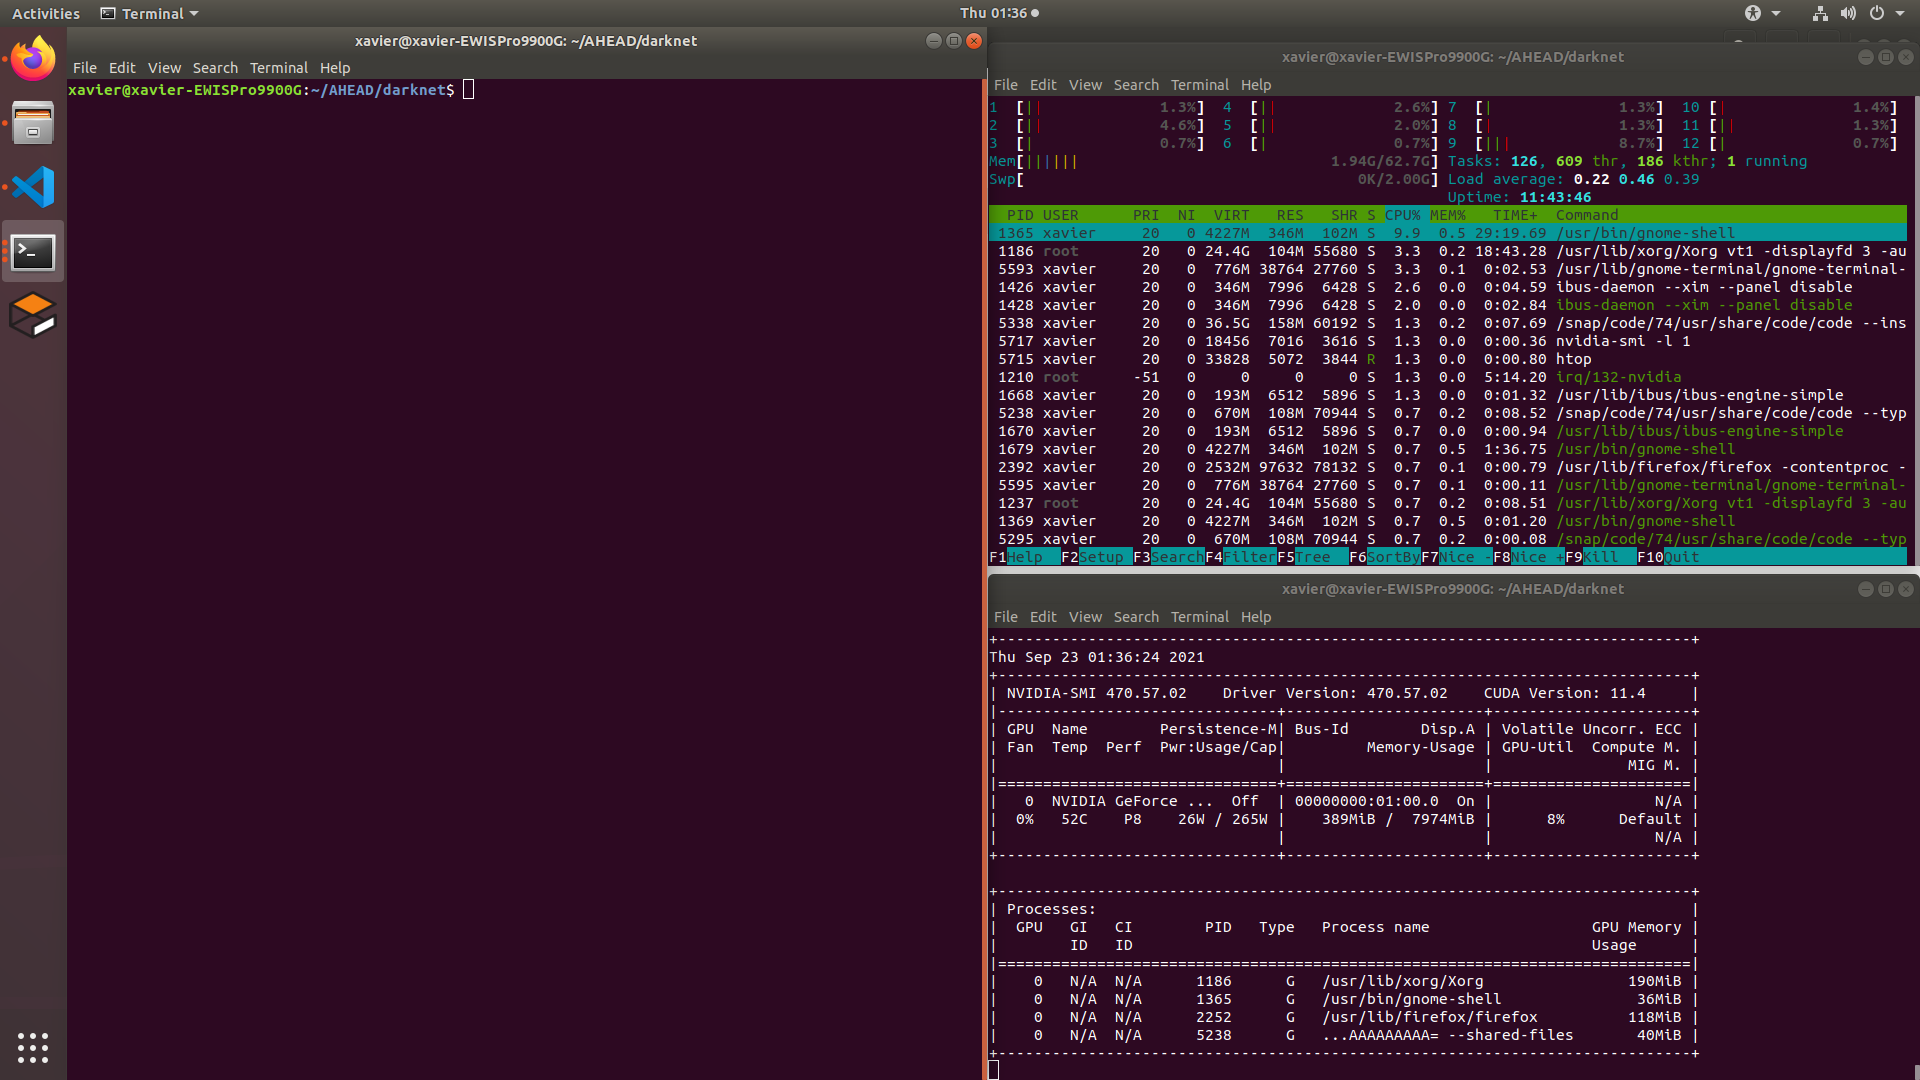 Activities Terminal Thu 01:36
xavier@xavier-EWISPro9900G: ~/AHEAD/darknet
File Edit View Search Terminal Help
xavier@xavier-EWISPro9900G:~/AHEAD/darknet$
xavier@xavier-EWISPro9900G: ~/AHEAD/darknet
File Edit View Search Terminal Help
1 [|| 1.3%] 4 [|| 2.6%] 7 [| 1.3%] 10 [| 1.4%]
2 [|| 4.6%] 5 [|| 2.0%] 8 [| 1.3%] 11 [|| 1.3%]
3 [| 0.7%] 6 [| 0.7%] 9 [||| 8.7%] 12 [| 0.7%]
Mem[|||||| 1.94G/62.7G] Tasks: 126, 609 thr, 186 kthr; 1 running
Swp[ 0K/2.00G] Load average: 0.22 0.46 0.39
Uptime: 11:43:46
PID USER PRI NI VIRT RES SHR S CPU% MEM% TIME+ Command
1365 xavier 20 0 4227M 346M 102M S 9.9 0.5 29:19.69 /usr/bin/gnome-shell
1186 root 20 0 24.4G 104M 55680 S 3.3 0.2 18:43.28 /usr/lib/xorg/Xorg vt1 -displayfd 3 -au
5593 xavier 20 0 776M 38764 27760 S 3.3 0.1 0:02.53 /usr/lib/gnome-terminal/gnome-terminal-
1426 xavier 20 0 346M 7996 6428 S 2.6 0.0 0:04.59 ibus-daemon --xim --panel disable
1428 xavier 20 0 346M 7996 6428 S 2.0 0.0 0:02.84 ibus-daemon --xim --panel disable
5338 xavier 20 0 36.5G 158M 60192 S 1.3 0.2 0:07.69 /snap/code/74/usr/share/code/code --ins
5717 xavier 20 0 18456 7016 3616 S 1.3 0.0 0:00.36 nvidia-smi -l 1
5715 xavier 20 0 33828 5072 3844 R 1.3 0.0 0:00.80 htop
1210 root -51 0 0 0 0 S 1.3 0.0 5:14.20 irq/132-nvidia
1668 xavier 20 0 193M 6512 5896 S 1.3 0.0 0:01.32 /usr/lib/ibus/ibus-engine-simple
5238 xavier 20 0 670M 108M 70944 S 0.7 0.2 0:08.52 /snap/code/74/usr/share/code/code --typ
1670 xavier 20 0 193M 6512 5896 S 0.7 0.0 0:00.94 /usr/lib/ibus/ibus-engine-simple
1679 xavier 20 0 4227M 346M 102M S 0.7 0.5 1:36.75 /usr/bin/gnome-shell
2392 xavier 20 0 2532M 97632 78132 S 0.7 0.1 0:00.79 /usr/lib/firefox/firefox -contentproc -
5595 xavier 20 0 776M 38764 27760 S 0.7 0.1 0:00.11 /usr/lib/gnome-terminal/gnome-terminal-
1237 root 20 0 24.4G 104M 55680 S 0.7 0.2 0:08.51 /usr/lib/xorg/Xorg vt1 -displayfd 3 -au
1369 xavier 20 0 4227M 346M 102M S 0.7 0.5 0:01.20 /usr/bin/gnome-shell
5295 xavier 20 0 670M 108M 70944 S 0.7 0.2 0:00.08 /snap/code/74/usr/share/code/code --typ
F1Help F2Setup F3SearchF4FilterF5Tree F6SortByF7Nice -F8Nice +F9Kill F10Quit
xavier@xavier-EWISPro9900G: ~/AHEAD/darknet
File Edit View Search Terminal Help
Thu Sep 23 01:36:24 2021
| NVIDIA-SMI 470.57.02 Driver Version: 470.57.02 CUDA Version: 11.4 |
| GPU Name Persistence-M| Bus-Id Disp.A | Volatile Uncorr. ECC |
| Fan Temp Perf Pwr:Usage/Cap| Memory-Usage | GPU-Util Compute M. |
| | | MIG M. |
| 0 NVIDIA GeForce ... Off | 00000000:01:00.0 On | N/A |
| 0% 52C P8 26W / 265W | 389MiB / 7974MiB | 8% Default |
| | | N/A |
| Processes: |
| GPU GI CI PID Type Process name GPU Memory |
| ID ID Usage |
| 0 N/A N/A 1186 G /usr/lib/xorg/Xorg 190MiB |
| 0 N/A N/A 1365 G /usr/bin/gnome-shell 36MiB |
| 0 N/A N/A 2252 G /usr/lib/firefox/firefox 118MiB |
| 0 N/A N/A 5238 G ...AAAAAAAAA= --shared-files 40MiB |